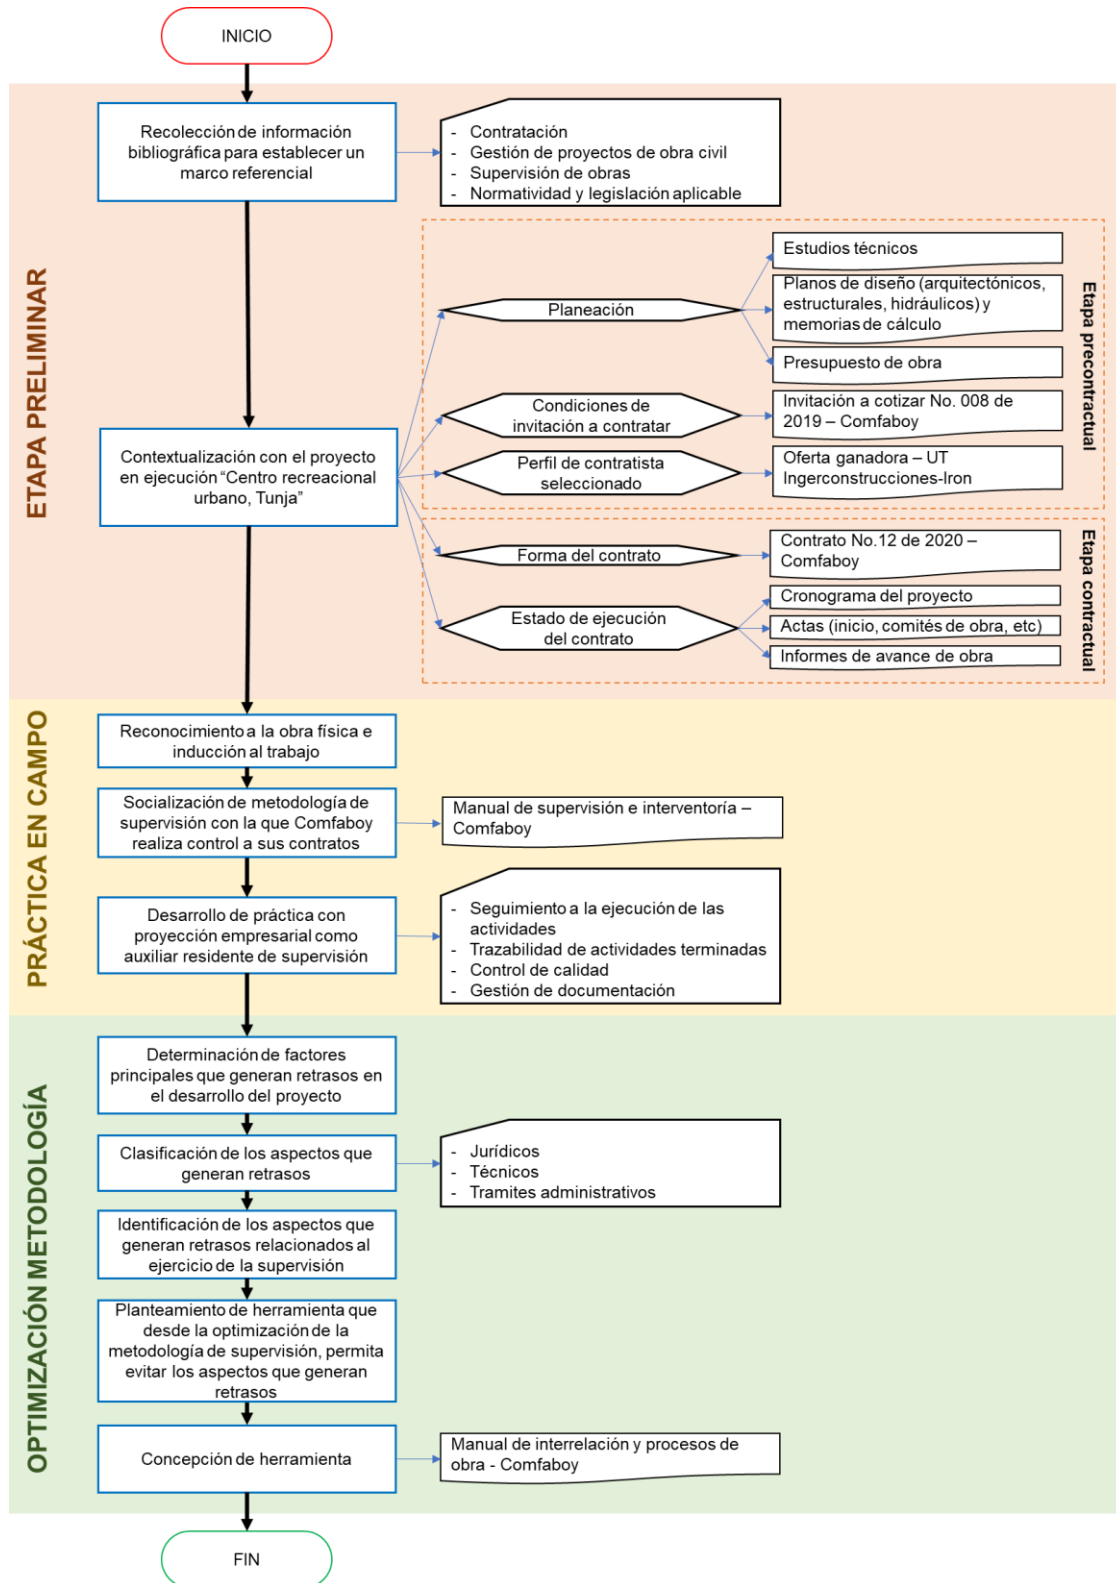 INICIO
ETAPA PRELIMINAR
Recolección de información
bibliográfica para establecer un
marco referencial
- Contratación
- Gestión de proyectos de obra civil
- Supervisión de obras
- Normatividad y legislación aplicable
Etapa precontractual
Planeación
Estudios técnicos
Planos de diseño (arquitectónicos,
estructurales, hidráulicos) y
memorias de cálculo
Presupuesto de obra
Condiciones de
invitación a contratar
Invitación a cotizar No. 008 de
2019 – Comfaboy
Perfil de contratista
seleccionado
Oferta ganadora – UT
Ingerconstrucciones-Iron
Contextualización con el proyecto
en ejecución “Centro recreacional
urbano, Tunja”
Etapa contractual
Forma del contrato
Contrato No.12 de 2020 –
Comfaboy
Estado de ejecución
del contrato
Cronograma del proyecto
Actas (inicio, comités de obra, etc)
Informes de avance de obra
PRÁCTICA EN CAMPO
Reconocimiento a la obra física e
inducción al trabajo
Socialización de metodología de
supervisión con la que Comfaboy
realiza control a sus contratos
Manual de supervisión e interventoría –
Comfaboy
Desarrollo de práctica con
proyección empresarial como
auxiliar residente de supervisión
- Seguimiento a la ejecución de las
actividades
- Trazabilidad de actividades terminadas
- Control de calidad
- Gestión de documentación
OPTIMIZACIÓN METODOLOGÍA
Determinación de factores
principales que generan retrasos en
el desarrollo del proyecto
Clasificación de los aspectos que
generan retrasos
- Jurídicos
- Técnicos
- Tramites administrativos
Identificación de los aspectos que
generan retrasos relacionados al
ejercicio de la supervisión
Planteamiento de herramienta que
desde la optimización de la
metodología de supervisión, permita
evitar los aspectos que generan
retrasos
Concepción de herramienta
Manual de interrelación y procesos de
obra - Comfaboy
FIN